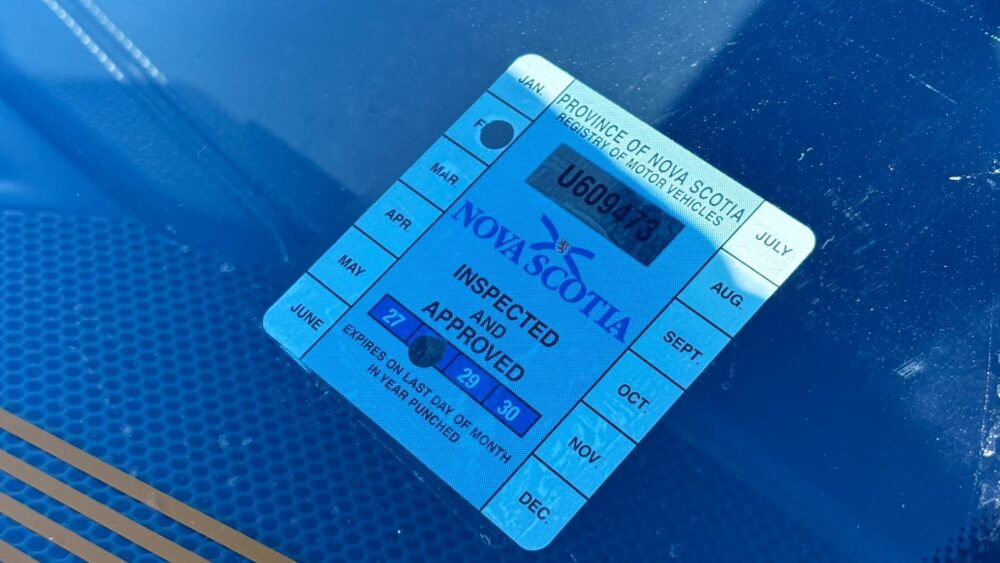 PROVINCE OF NOVA SCOTIA
REGISTRY OF MOTOR VEHICLES
U609473
NOVA SCOTIA
INSPECTED
AND
APPROVED
27 29 30
EXPIRES ON LAST DAY OF MONTH
IN YEAR PUNCHED
JAN.
F
MAR.
APR.
MAY
JUNE
JULY
AUG.
SEPT.
OCT.
NOV.
DEC.